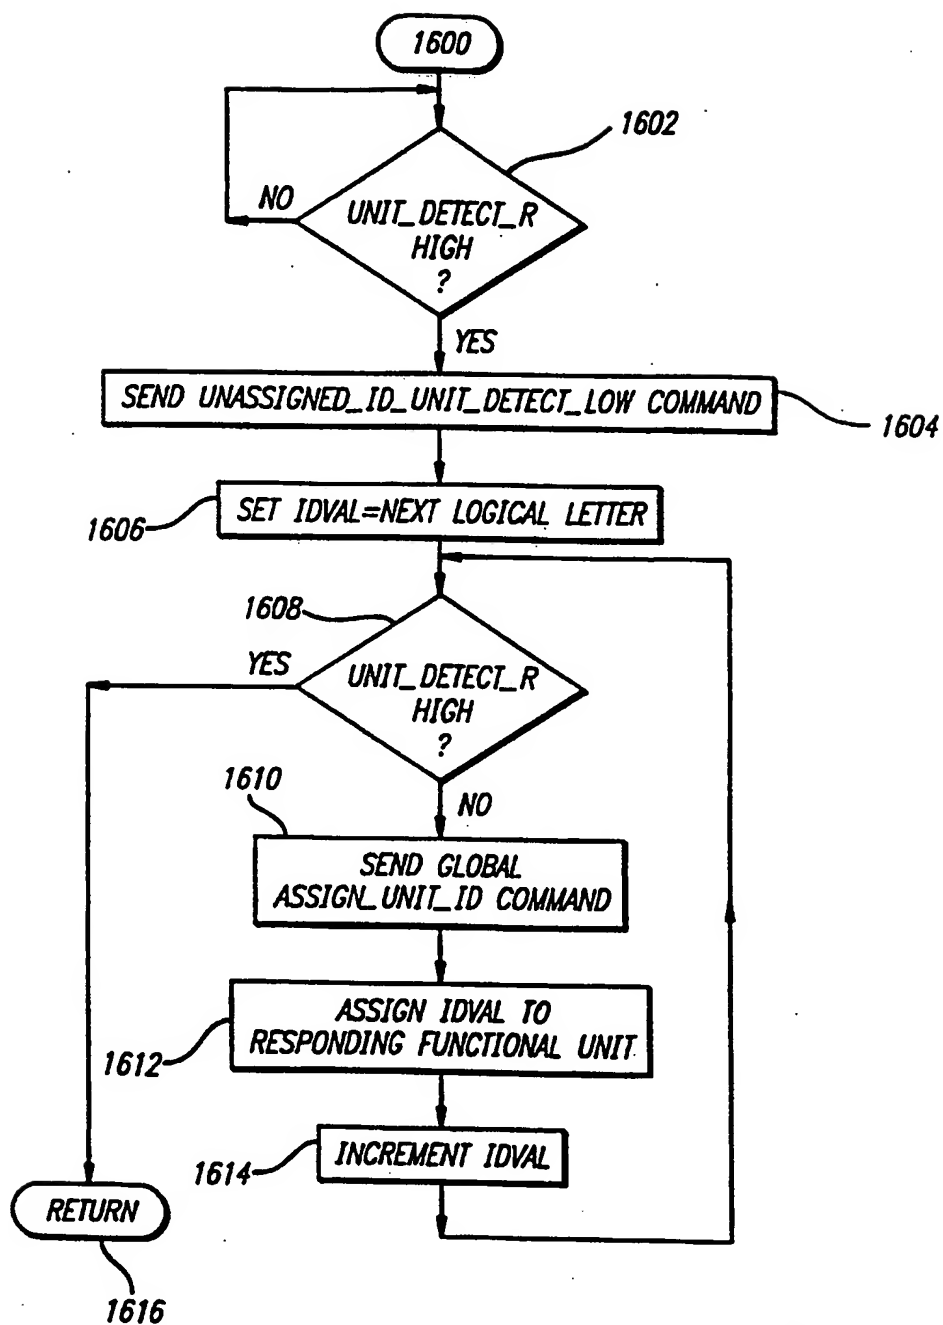 1600
1602
NO
UNIT_DETECT_R
HIGH
?
YES
SEND UNASSIGNED_ID_UNIT_DETECT_LOW COMMAND
1604
SET IDVAL=NEXT LOGICAL LETTER
1606
1608
YES
UNIT_DETECT_R
HIGH
?
1610
NO
SEND GLOBAL
ASSIGN_UNIT_ID COMMAND
ASSIGN IDVAL TO
RESPONDING FUNCTIONAL UNIT
1612
INCREMENT IDVAL
1614
RETURN
1616